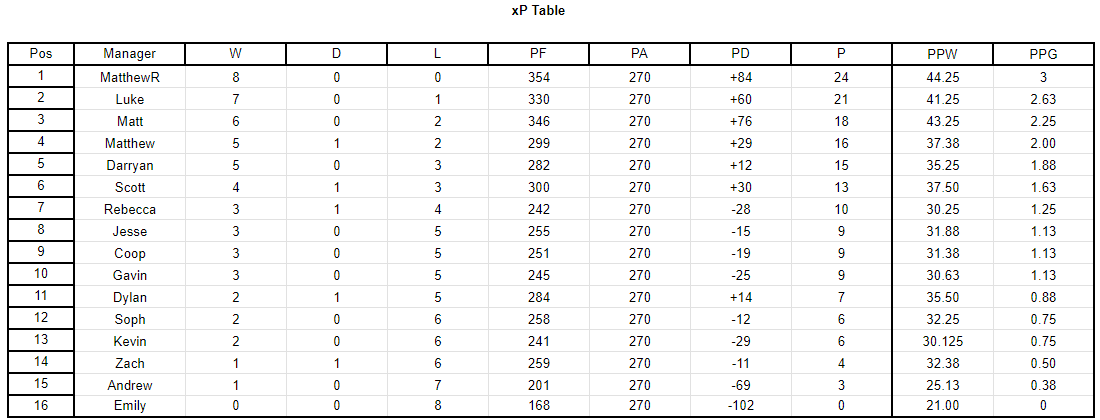 xP Table
Pos Manager W D L PF PA PD P PPW PPG
1 MatthewR 8 0 0 354 270 +84 24 44.25 3
2 Luke 7 0 1 330 270 +60 21 41.25 2.63
3 Matt 6 0 2 346 270 +76 18 43.25 2.25
4 Matthew 5 1 2 299 270 +29 16 37.38 2.00
5 Darryan 5 0 3 282 270 +12 15 35.25 1.88
6 Scott 4 1 3 300 270 +30 13 37.50 1.63
7 Rebecca 3 1 4 242 270 -28 10 30.25 1.25
8 Jesse 3 0 5 255 270 -15 9 31.88 1.13
9 Coop 3 0 5 251 270 -19 9 31.38 1.13
10 Gavin 3 0 5 245 270 -25 9 30.63 1.13
11 Dylan 2 1 5 284 270 +14 7 35.50 0.88
12 Soph 2 0 6 258 270 -12 6 32.25 0.75
13 Kevin 2 0 6 241 270 -29 6 30.125 0.75
14 Zach 1 1 6 259 270 -11 4 32.38 0.50
15 Andrew 1 0 7 201 270 -69 3 25.13 0.38
16 Emily 0 0 8 168 270 -102 0 21.00 0